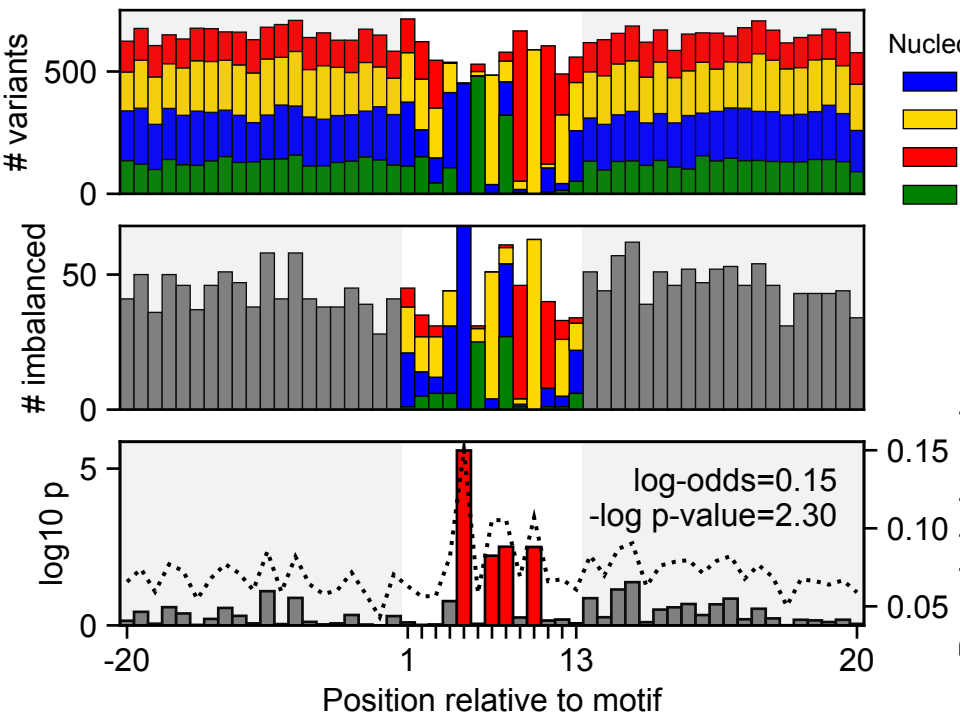 # variants
500
0
Nuclec
# imbalanced
50
0
log10 p
5
0
0.15
0.10
0.05
log-odds=0.15
-log p-value=2.30
-20
1
13
20
Position relative to motif